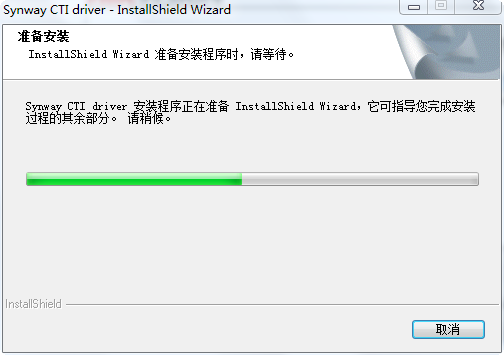 Synway CTI driver - InstallShield Wizard
准备安装
InstallShield Wizard 准备安装程序时，请等待。
Synway CTI driver 安装程序正在准备 InstallShield Wizard，它可指导您完成安装
过程的其余部分。 请稍候。
InstallShield
取消